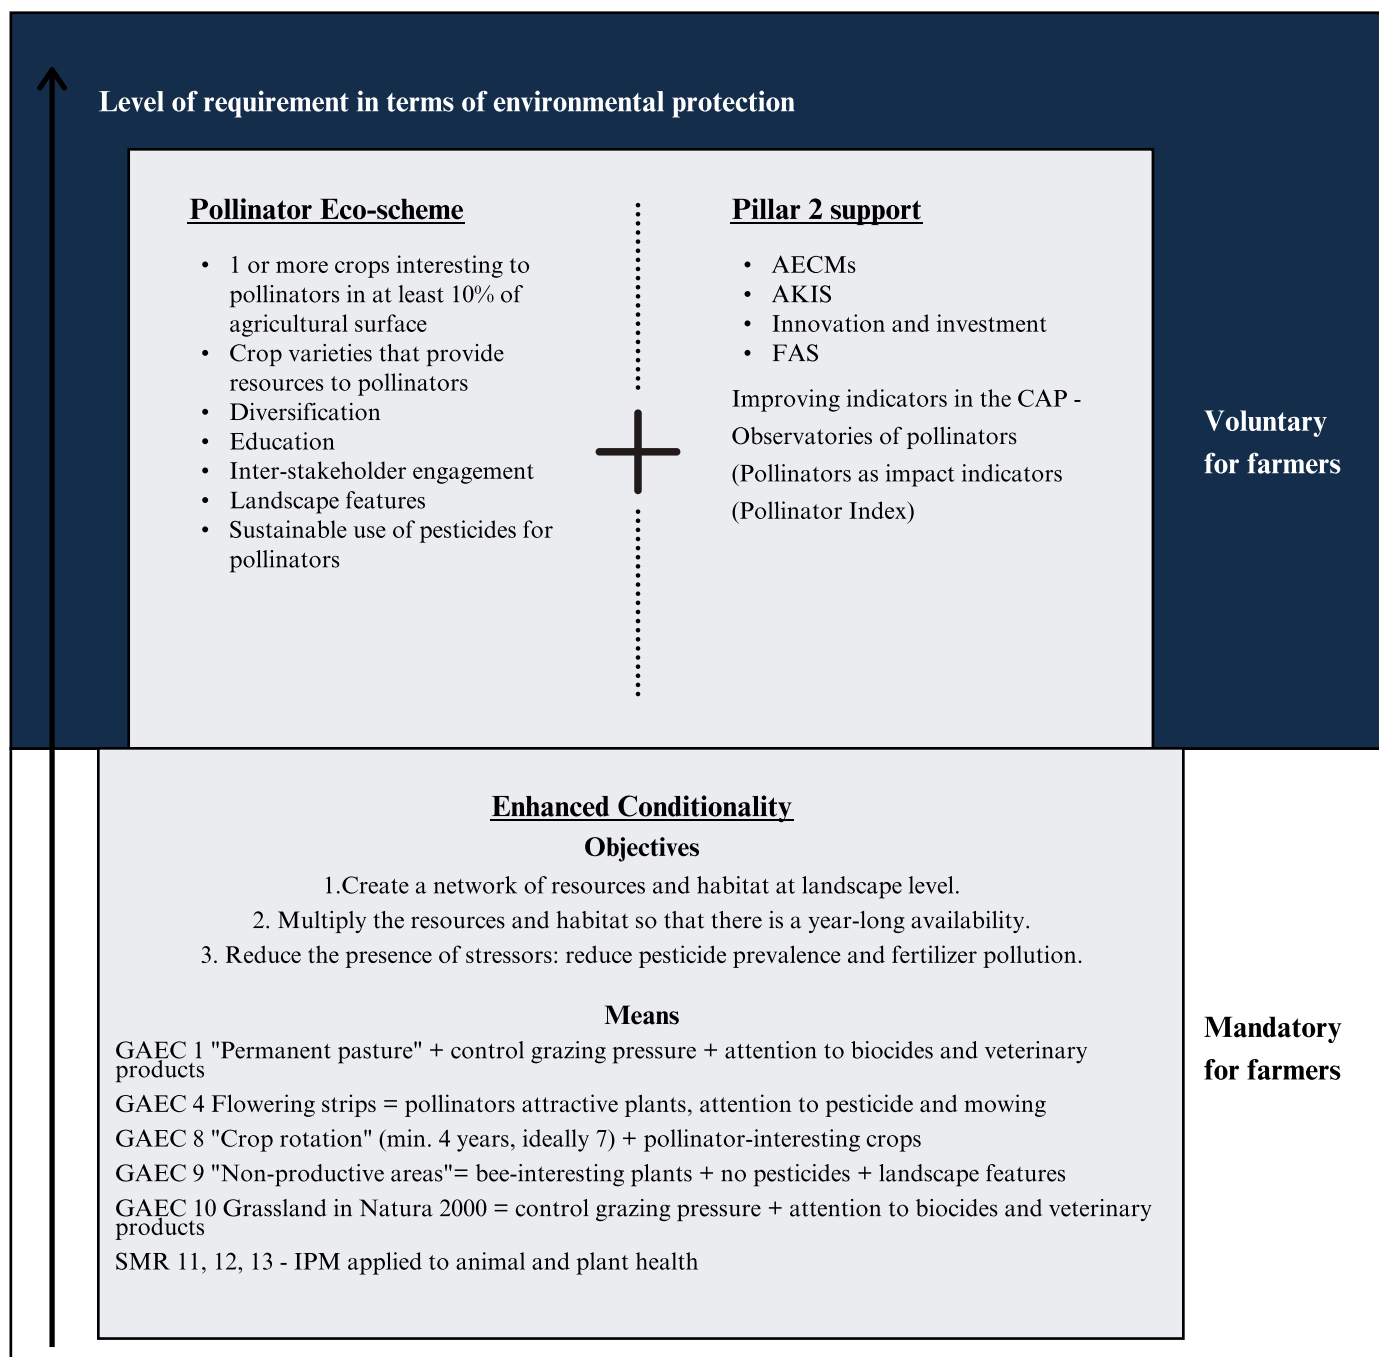 Level of requirement in terms of environmental protection
Pollinator Eco-scheme
• 1 or more crops interesting to
pollinators in at least 10% of
agricultural surface
• Crop varieties that provide
resources to pollinators
• Diversification
• Education
• Inter-stakeholder engagement
• Landscape features
• Sustainable use of pesticides for
pollinators
Pillar 2 support
• AECMs
• AKIS
• Innovation and investment
• FAS
Improving indicators in the CAP -
Observatories of pollinators
(Pollinators as impact indicators
(Pollinator Index)
Voluntary
for farmers
Enhanced Conditionality
Objectives
1.Create a network of resources and habitat at landscape level.
2. Multiply the resources and habitat so that there is a year-long availability.
3. Reduce the presence of stressors: reduce pesticide prevalence and fertilizer pollution.
Means
GAEC 1 "Permanent pasture" + control grazing pressure + attention to biocides and veterinary
products
GAEC 4 Flowering strips = pollinators attractive plants, attention to pesticide and mowing
GAEC 8 "Crop rotation" (min. 4 years, ideally 7) + pollinator-interesting crops
GAEC 9 "Non-productive areas"= bee-interesting plants + no pesticides + landscape features
GAEC 10 Grassland in Natura 2000 = control grazing pressure + attention to biocides and veterinary
products
SMR 11, 12, 13 - IPM applied to animal and plant health
Mandatory
for farmers